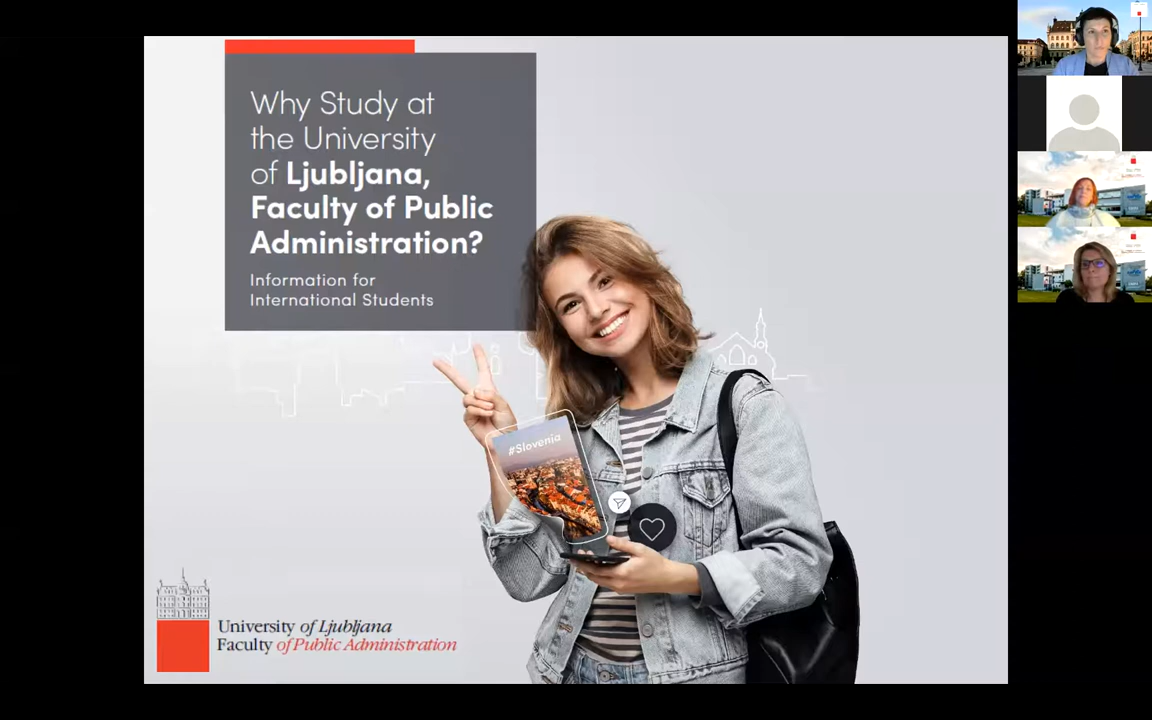 Why Study at
the University
of Ljubljana,
Faculty of Public
Administration?
Information for
International Students
#Slovenia
University of Ljubljana
Faculty of Public Administration